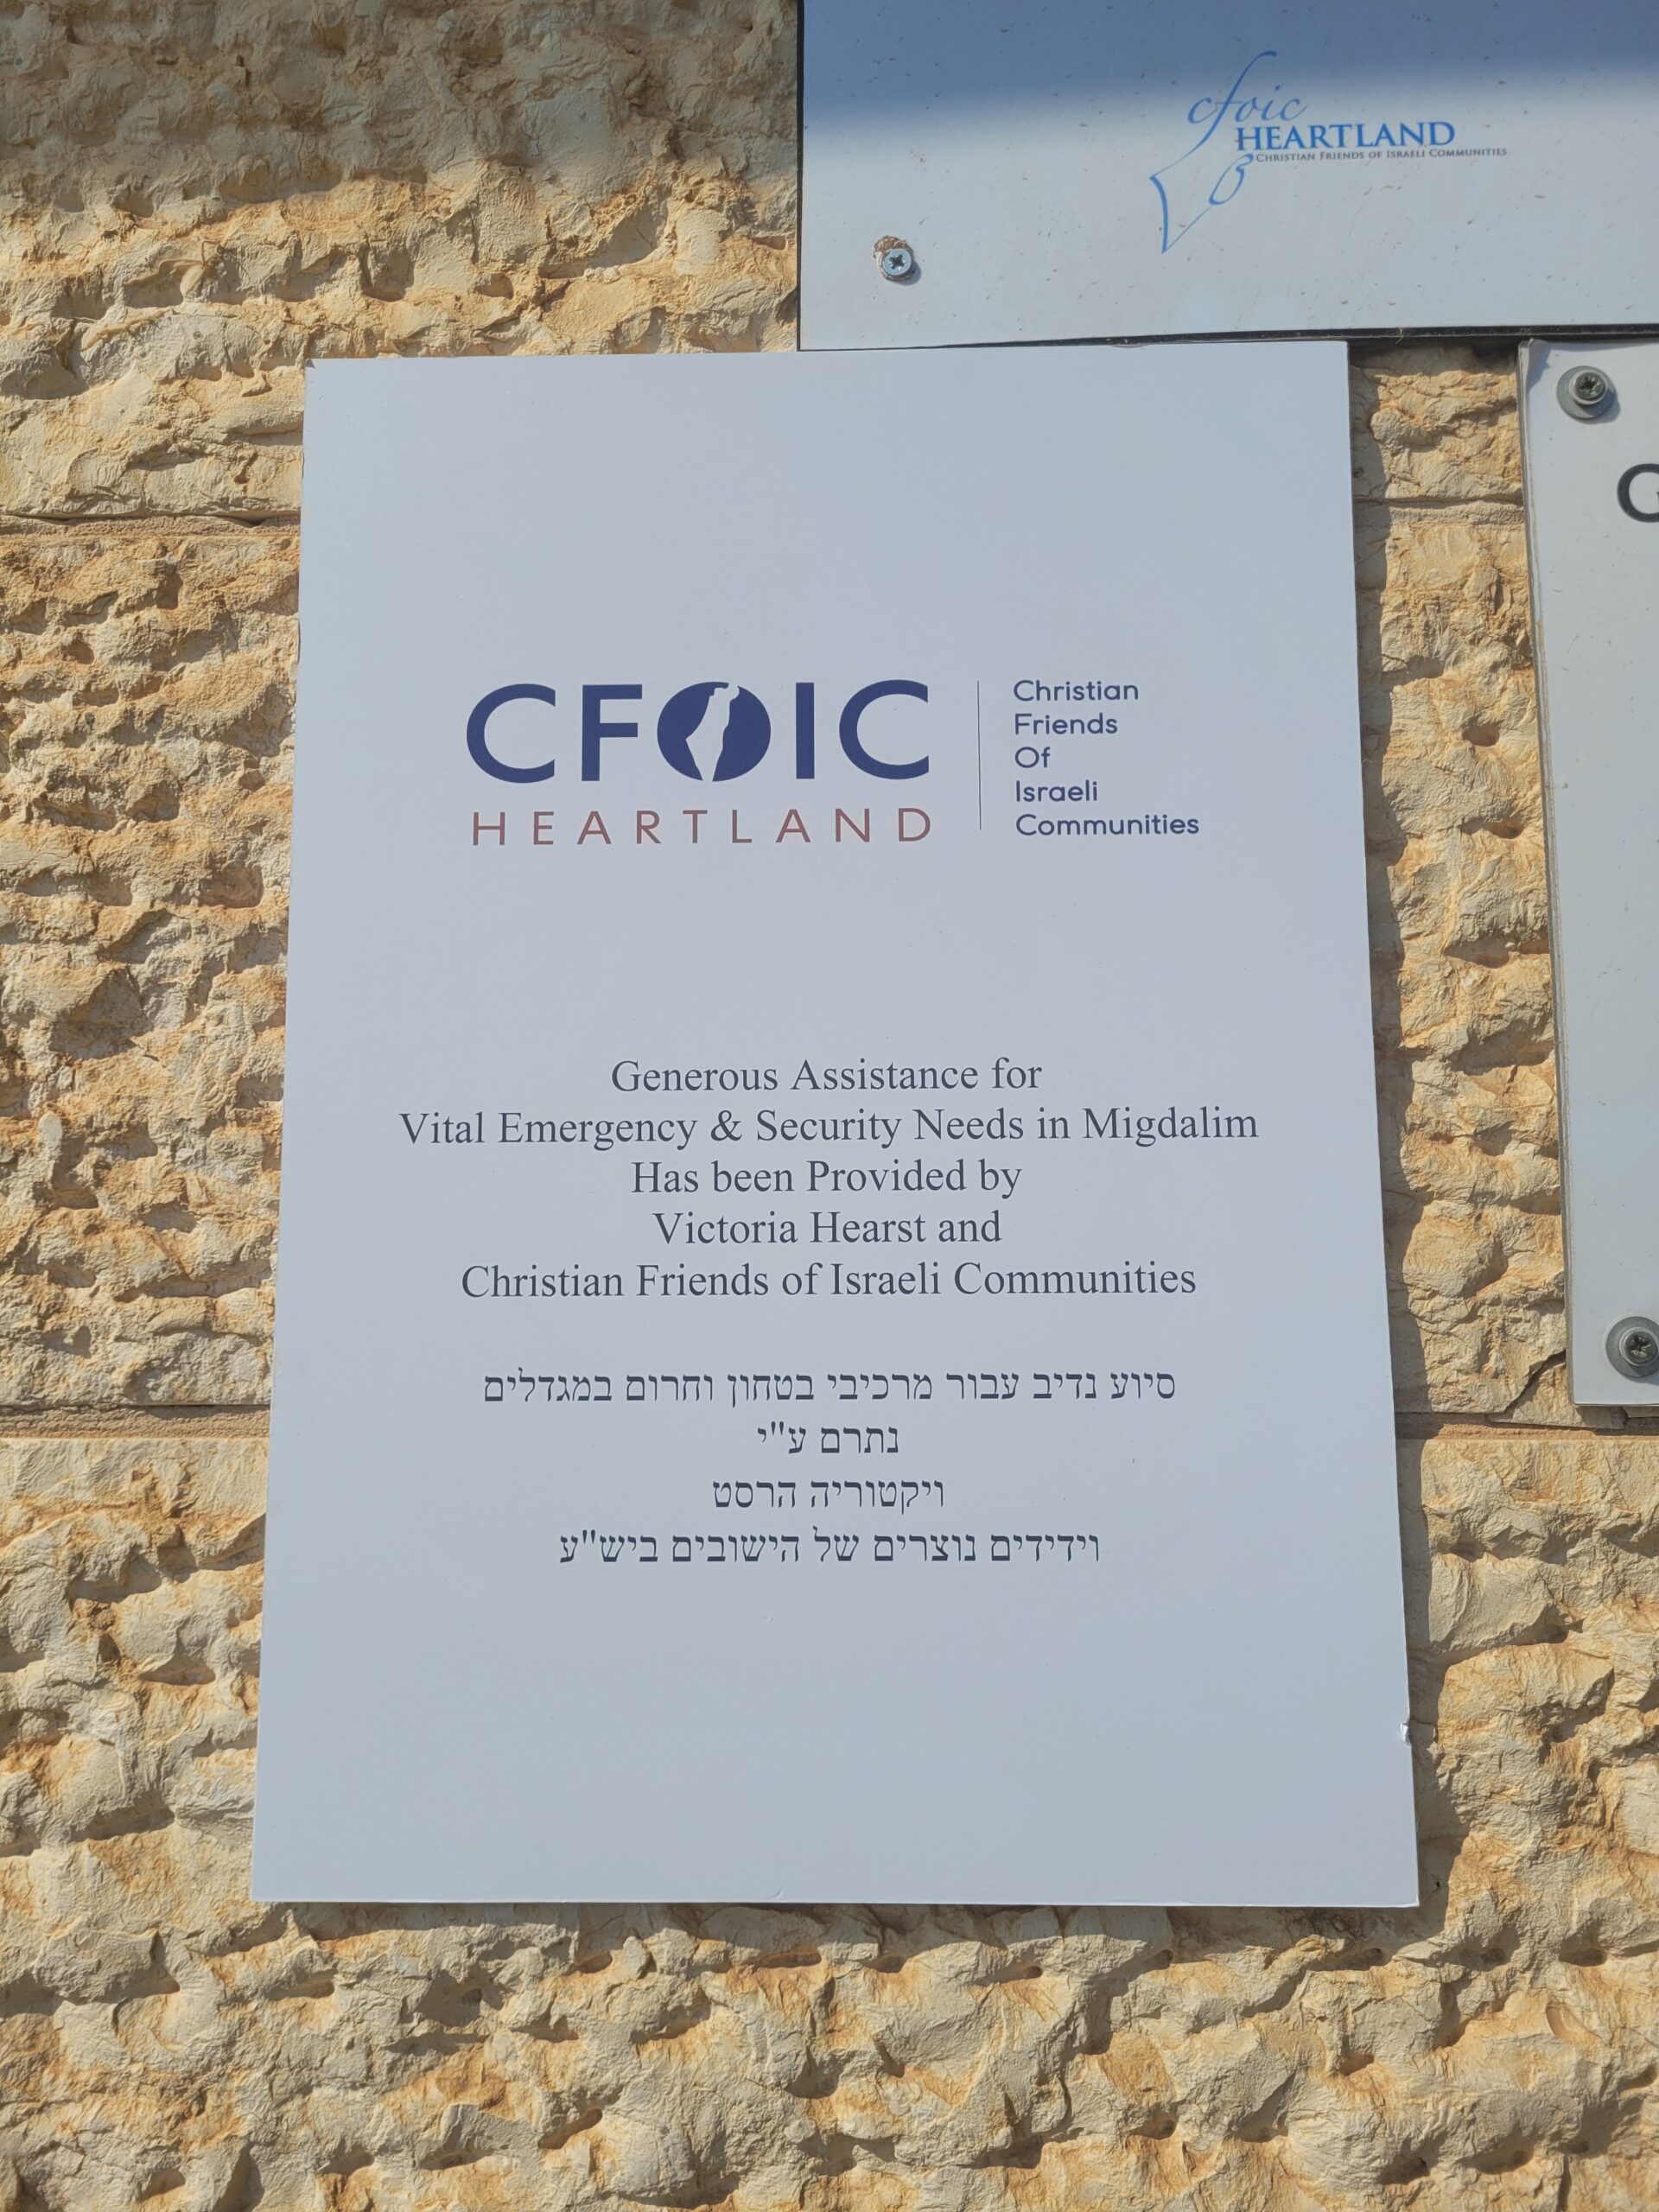 cfoic
HEARTLAND
CHRISTIAN FRIENDS OF ISRAELI COMMUNITIES
CFOIC
HEARTLAND
Christian
Friends
Of
Israeli
Communities
Generous Assistance for
Vital Emergency & Security Needs in Migdalim
Has been Provided by
Victoria Hearst and
Christian Friends of Israeli Communities
סיוע נדיב עבור מרכיבי בטחון וחרום במגדלים
נתרם ע"י
ויקטוריה הרסט
וידידים נוצרים של הישובים ביש"ע